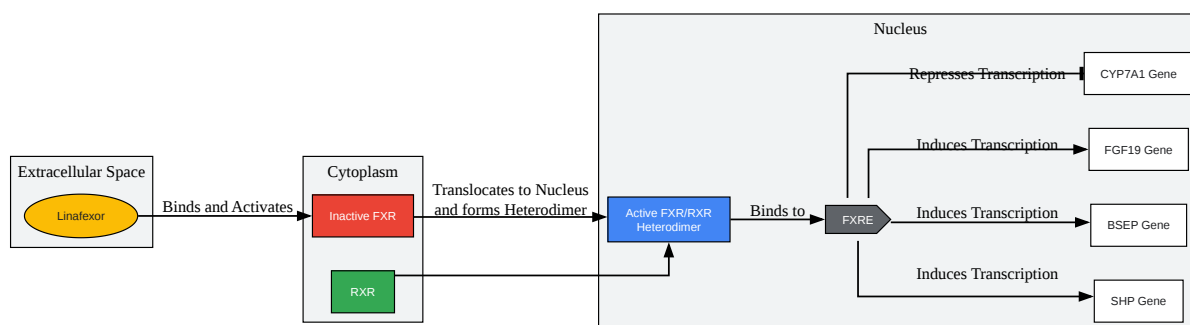 Nucleus
Represses Transcription
CYP7A1 Gene
Induces Transcription
FGF19 Gene
Extracellular Space
Linafexor
Binds and Activates
Cytoplasm
Inactive FXR
RXR
Translocates to Nucleus
and forms Heterodimer
Active FXR/RXR
Heterodimer
Binds to
FXRE
Induces Transcription
BSEP Gene
Induces Transcription
SHP Gene